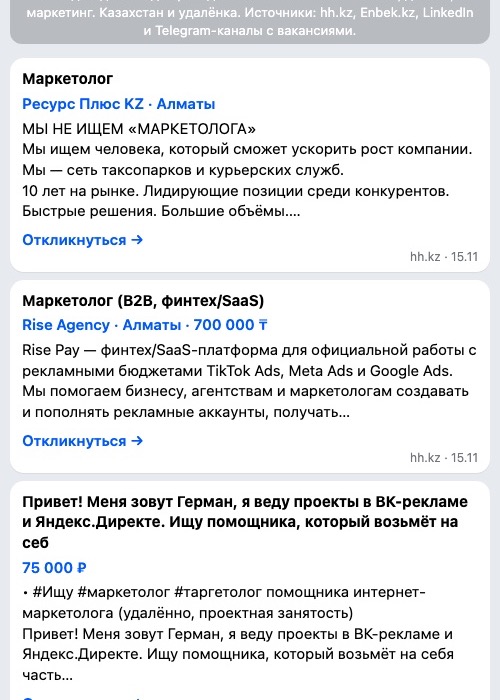 маркетинг. Казахстан и удалёнка. Источники: hh.kz, Enbek.kz, LinkedIn
и Telegram-каналы с вакансиями.
Маркетолог
Ресурс Плюс KZ · Алматы
МЫ НЕ ИЩЕМ «МАРКЕТОЛОГА»
Мы ищем человека, который сможет ускорить рост компании.
Мы — сеть таксопарков и курьерских служб.
10 лет на рынке. Лидирующие позиции среди конкурентов.
Быстрые решения. Большие объёмы....
Откликнуться →
hh.kz · 15.11
Маркетолог (B2B, финтех/SaaS)
Rise Agency · Алматы · 700 000 ₸
Rise Pay — финтех/SaaS-платформа для официальной работы с
рекламными бюджетами TikTok Ads, Meta Ads и Google Ads.
Мы помогаем бизнесу, агентствам и маркетологам создавать
и пополнять рекламные аккаунты, получать...
Откликнуться →
hh.kz · 15.11
Привет! Меня зовут Герман, я веду проекты в ВК-рекламе
и Яндекс.Директе. Ищу помощника, который возьмёт на
себ
75 000 ₽
• #Ищу #маркетолог #таргетолог помощника интернет-
маркетолога (удалённо, проектная занятость)
Привет! Меня зовут Герман, я веду проекты в ВК-рекламе и
Яндекс.Директе. Ищу помощника, который возьмёт на себя
часть...